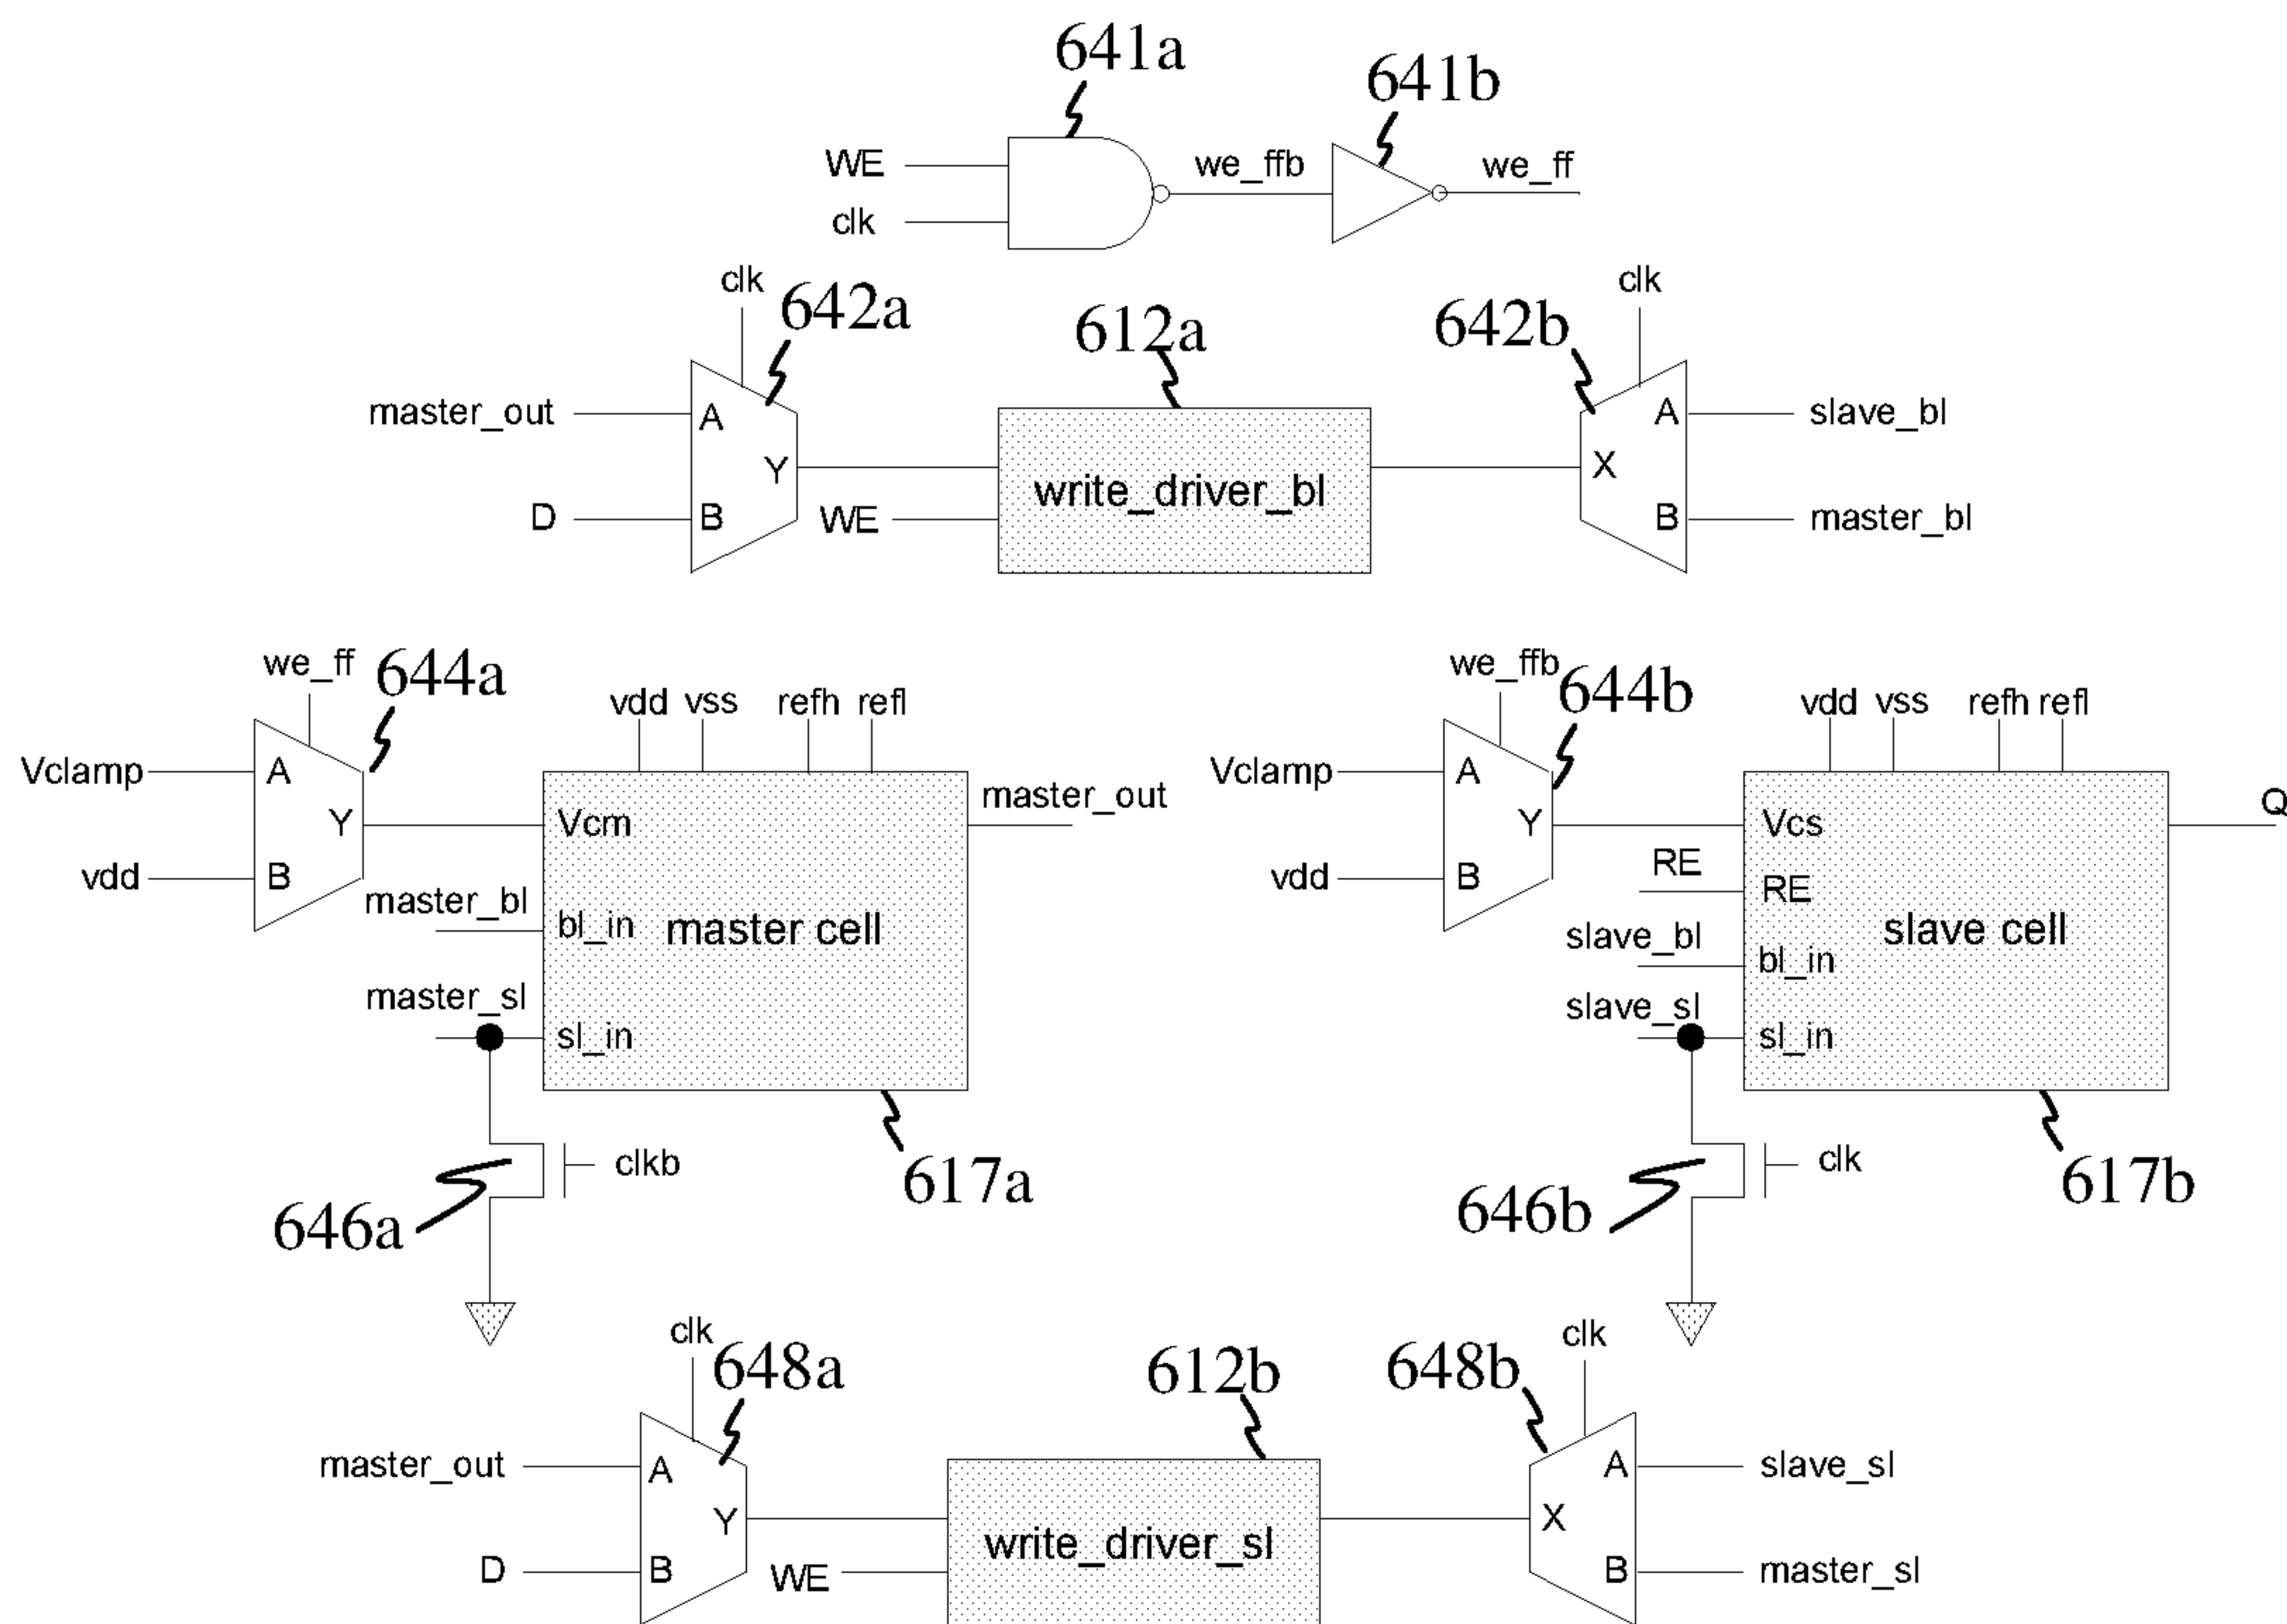 641a
641b
WE
we_ffb
we_ff
clk
clk
642a
612a
642b
clk
master_out
A
Y
D
B
WE
write_driver_bl
X
A
slave_bl
B
master_bl
we_ff
644a
vdd
vss
refh
refl
we_ffb
644b
vdd
vss
refh
refl
Vclamp
A
Y
vdd
B
Vcm
master_out
master_bl
bl_in
master cell
master_sl
sl_in
Vclamp
A
Y
vdd
B
Vcs
Q
RE
RE
slave cell
slave_bl
bl_in
slave_sl
sl_in
clkb
646a
617a
clk
646b
617b
clk
648a
612b
648b
clk
master_out
A
Y
D
B
WE
write_driver_sl
X
A
slave_sl
B
master_sl